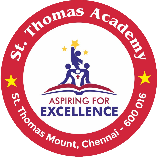 St. Thomas Academy
ASPIRING FOR
EXCELLENCE
St. Thomas Mount, Chennai - 600 016